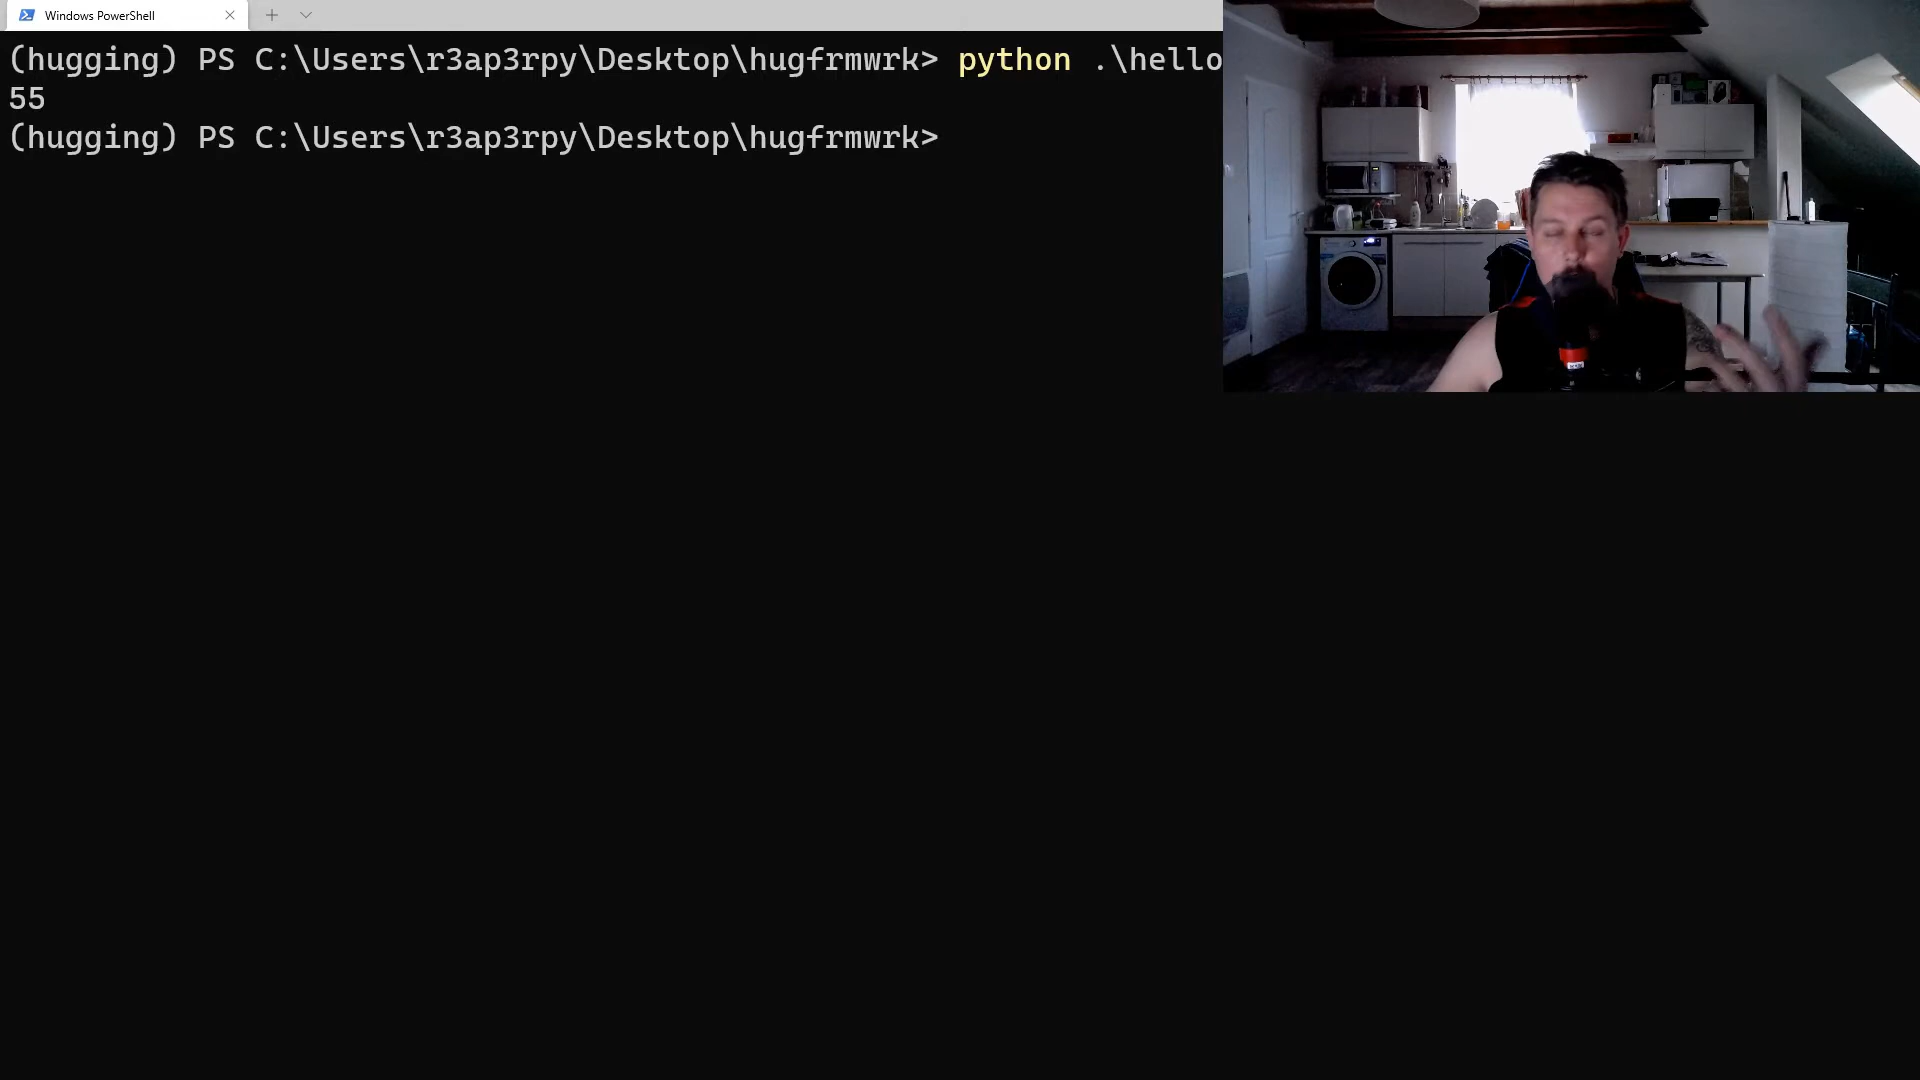 Windows PowerShell
(hugging) PS C:\Users\r3ap3rpy\Desktop\hugfrmwrk> python .\hello
55
(hugging) PS C:\Users\r3ap3rpy\Desktop\hugfrmwrk>